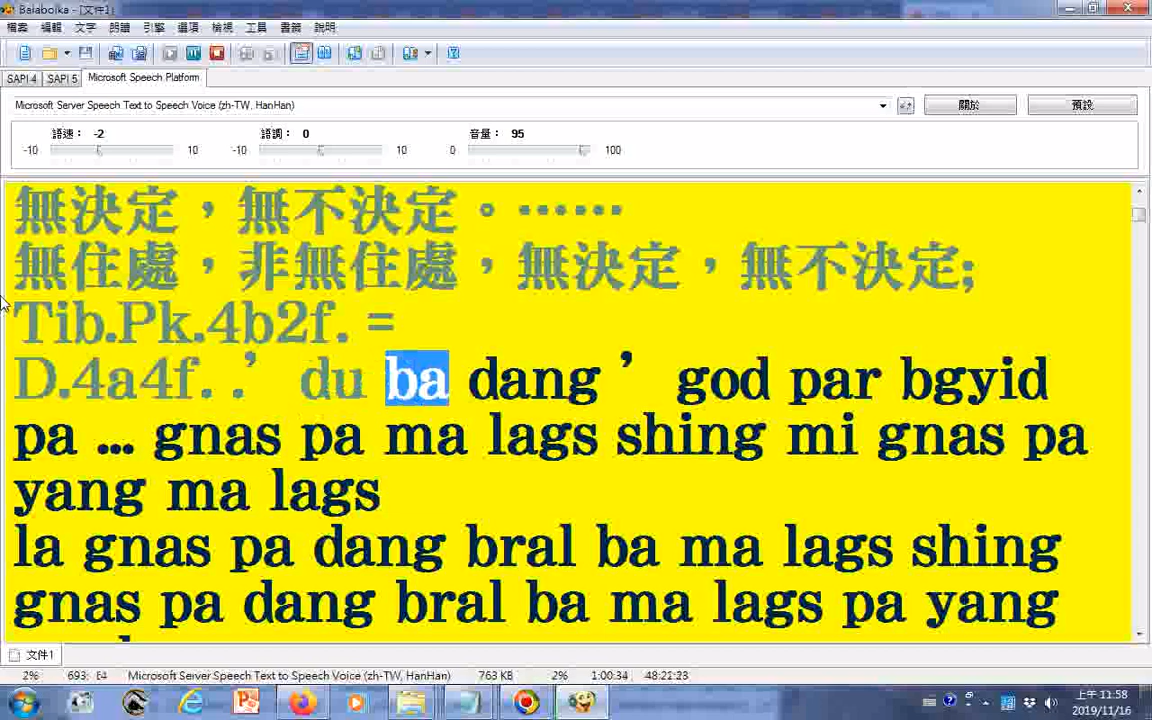 Balabolka - [文件1]
檔案 編輯 文字 朗讀 引擎 選項 檢視 工具 書籤 說明
SAPI 4 SAPI 5 Microsoft Speech Platform
Microsoft Server Speech Text to Speech Voice (zh-TW, HanHan) 關於 預設
語速： -2 語調： 0 音量： 95
-10 10 -10 10 0 100
無決定，無不決定。……
無住處，非無住處，無決定，無不決定;
Tib.Pk.4b2f. =
D.4a4f. .’ du ba dang ’ god par bgyid
pa ... gnas pa ma lags shing mi gnas pa
yang ma lags
la gnas pa dang bral ba ma lags shing
gnas pa dang bral ba ma lags pa yang
文件1
2% 693: 64 Microsoft Server Speech Text to Speech Voice (zh-TW, HanHan) 763 KB 2% 1:00:34 48:22:23
上午 11:58
2019/11/16